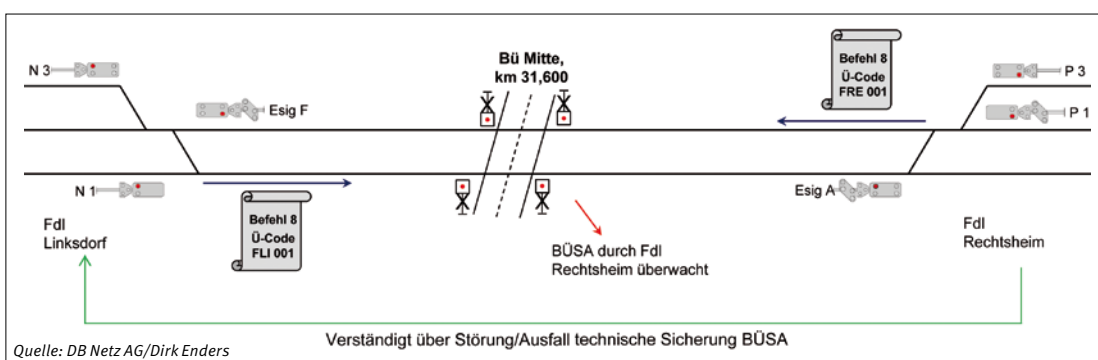 N 3
Esig F
Bü Mitte,
km 31,600
Befehl 8
Ü-Code
FRE 001
P 3
P 1
N 1
Befehl 8
Ü-Code
FLI 001
Esig A
Fdl
Linksdorf
BÜSA durch Fdl
Rechtsheim überwacht
Fdl
Rechtsheim
Verständigt über Störung/Ausfall technische Sicherung BÜSA
Quelle: DB Netz AG/Dirk Enders